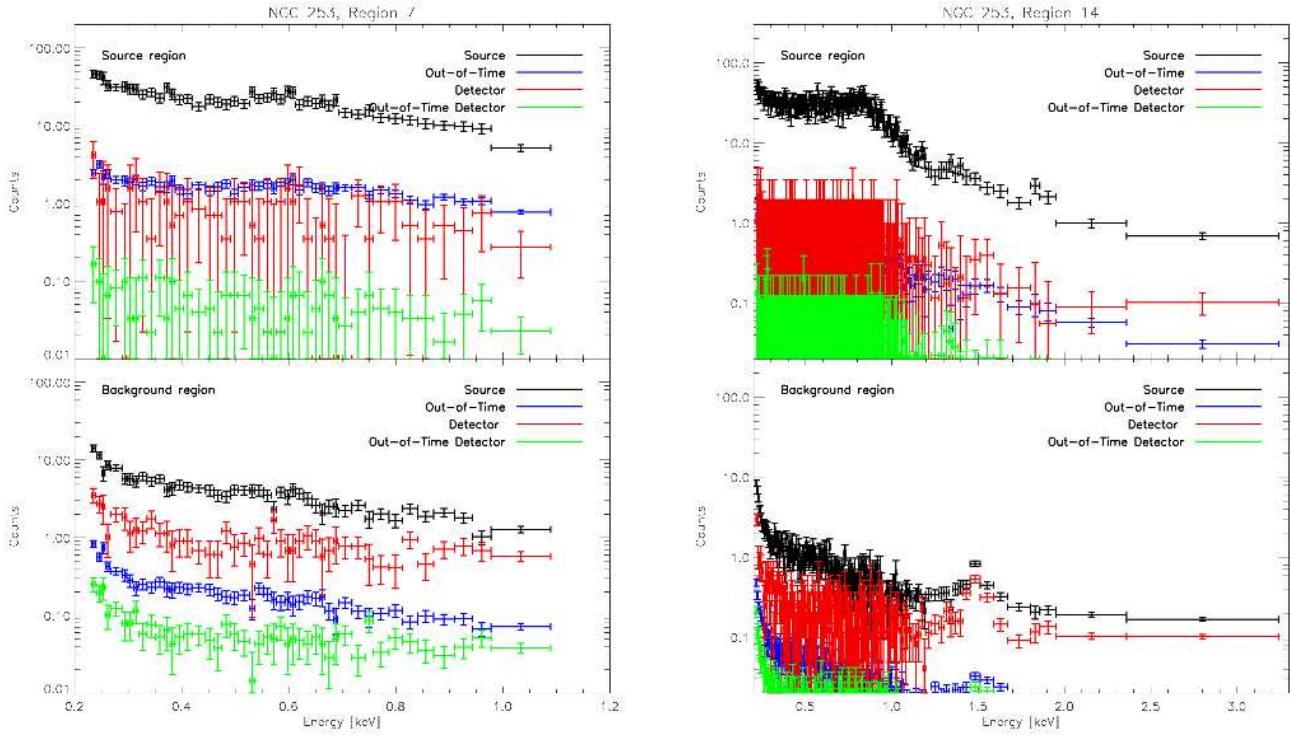 NGC 253, Region 7
Source region
Source
Out-of-Time
Detector
Out-of-Time Detector
100.00
10.00
1.00
0.10
0.01
Counts
Background region
Source
Out-of-Time
Detector
Out-of-Time Detector
100.00
10.00
1.00
0.10
0.01
Counts
0.2 0.4 0.6 0.8 1.0 1.2
Energy [keV]
NGC 253, Region 14
Source region
Source
Out-of-Time
Detector
Out-of-Time Detector
100.0
10.0
1.0
0.1
Counts
Background region
Source
Out-of-Time
Detector
Out-of-Time Detector
100.0
10.0
1.0
0.1
Counts
0.5 1.0 1.5 2.0 2.5 3.0
Energy [keV]